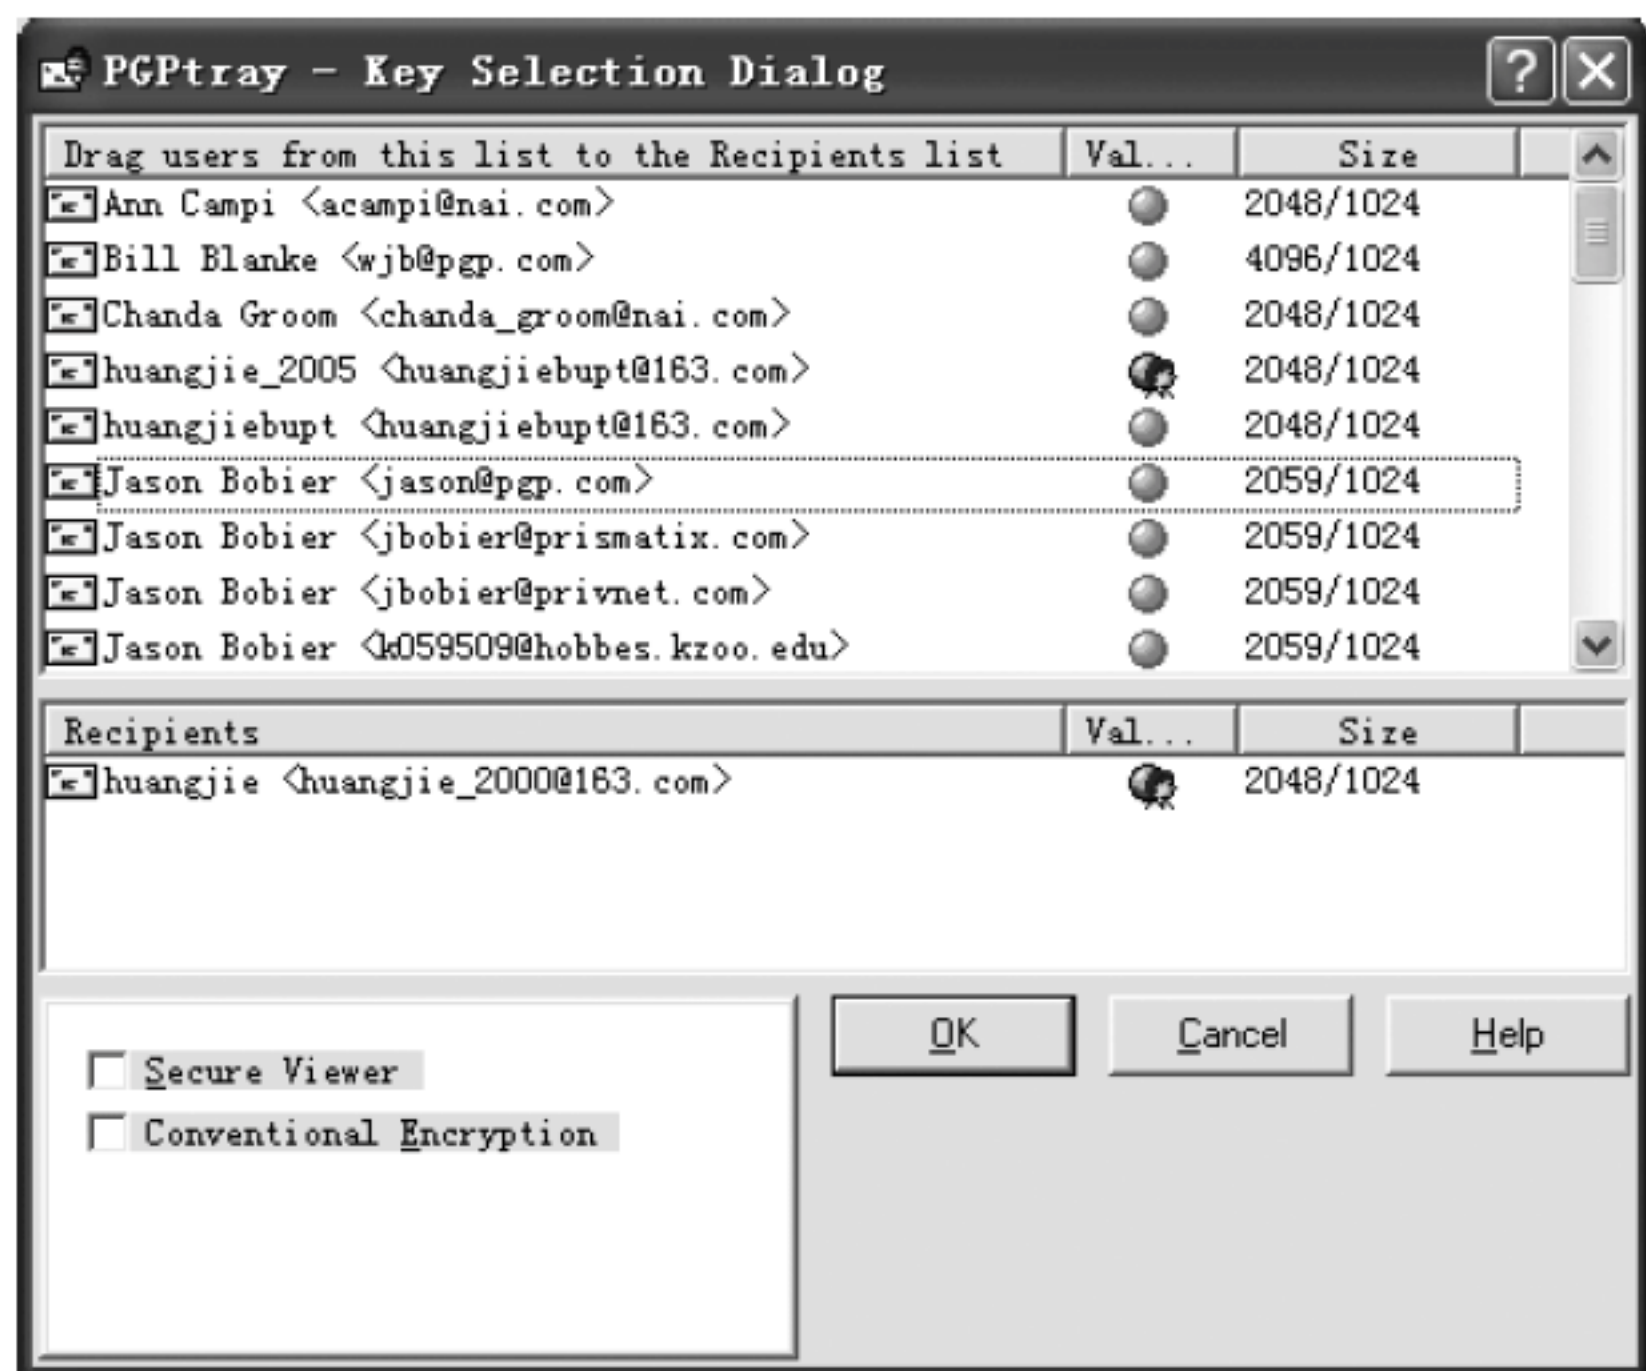 PGPtray - Key Selection Dialog
Drag users from this list to the Recipients list Val... Size
Ann Campi <acampi@nai.com> 2048/1024
Bill Blanke <wjb@pgp.com> 4096/1024
Chanda Groom <chanda_groom@nai.com> 2048/1024
huangjie_2005 <huangjiebupt@163.com> 2048/1024
huangjiebupt <huangjiebupt@163.com> 2048/1024
Jason Bobier <jason@pgp.com> 2059/1024
Jason Bobier <jbobier@prismatix.com> 2059/1024
Jason Bobier <jbobier@privnet.com> 2059/1024
Jason Bobier <k059509@hobbes.kzoo.edu> 2059/1024
Recipients Val... Size
huangjie <huangjie_2000@163.com> 2048/1024
OK Cancel Help
Secure Viewer
Conventional Encryption